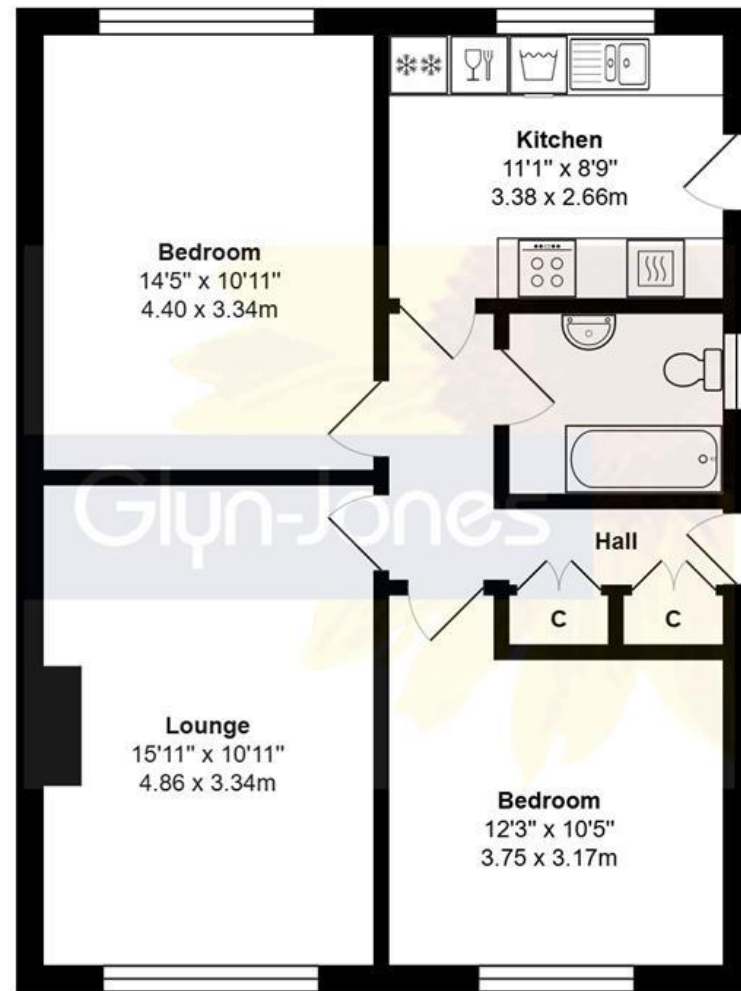 Kitchen
11'1" x 8'9"
3.38 x 2.66m
Bedroom
14'5" x 10'11"
4.40 x 3.34m
Glyn-Jones
Hall
C
C
Lounge
15'11" x 10'11"
4.86 x 3.34m
Bedroom
12'3" x 10'5"
3.75 x 3.17m